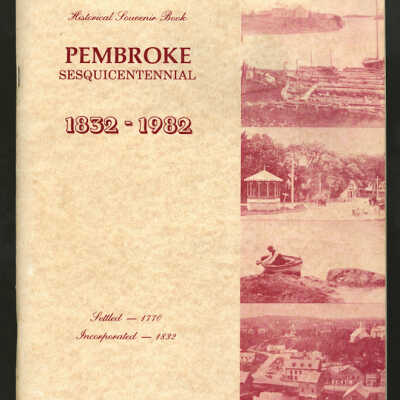 Historical Souvenir Book
PEMBROKE
SESQUICENTENNIAL
1832 - 1982
Settled — 1770
Incorporated — 1832